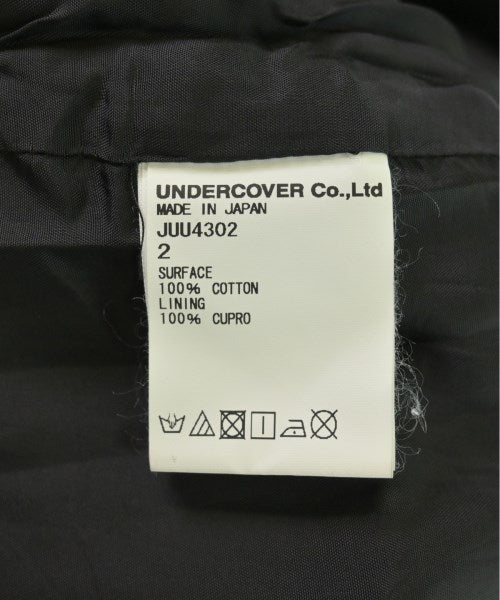 UNDERCOVER Co.,Ltd
MADE IN JAPAN
JUU4302
2
SURFACE
100% COTTON
LINING
100% CUPRO